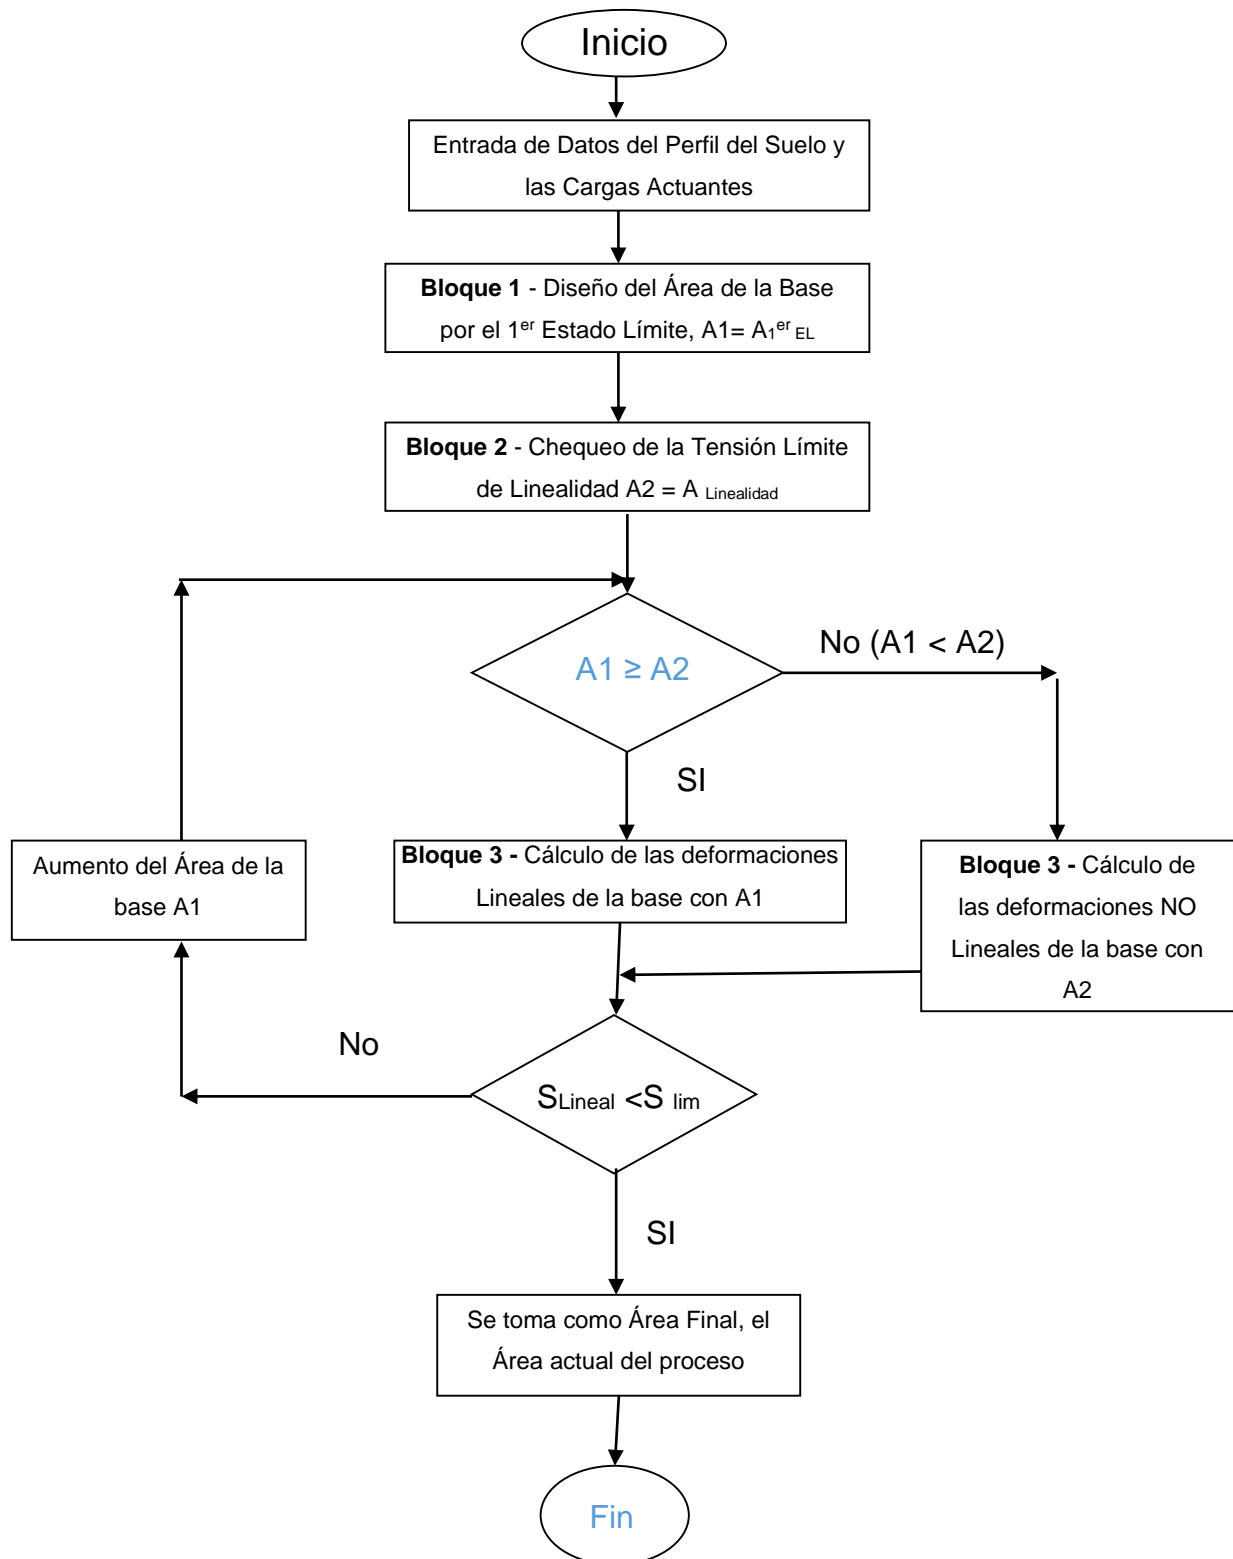 Inicio
Entrada de Datos del Perfil del Suelo y
las Cargas Actuantes
Bloque 1 - Diseño del Área de la Base
por el 1er Estado Límite, A1= A1er EL
Bloque 2 - Chequeo de la Tensión Límite
de Linealidad A2 = A Linealidad
A1 ≥ A2
No (A1 < A2)
SI
Aumento del Área de la
base A1
Bloque 3 - Cálculo de las deformaciones
Lineales de la base con A1
Bloque 3 - Cálculo de
las deformaciones NO
Lineales de la base con
A2
No
SLineal <S lim
SI
Se toma como Área Final, el
Área actual del proceso
Fin